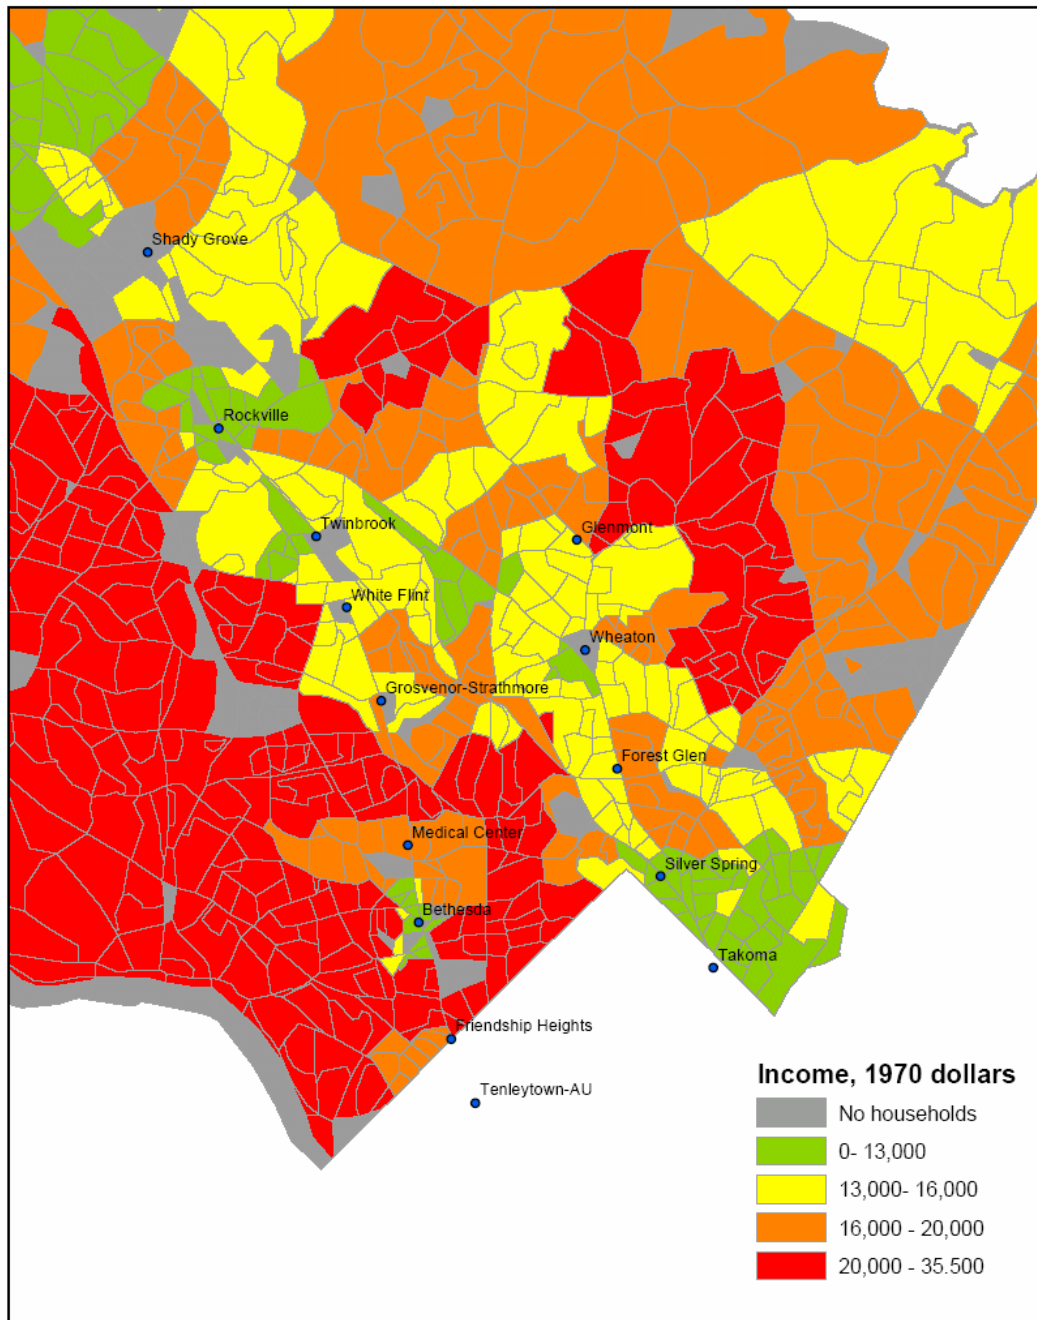 Shady Grove
Rockville
Twinbrook
Glenmont
White Flint
Wheaton
Grosvenor-Strathmore
Forest Glen
Medical Center
Silver Spring
Bethesda
Takoma
Friendship Heights
Tenleytown-AU
Income, 1970 dollars
No households
0- 13,000
13,000- 16,000
16,000 - 20,000
20,000 - 35.500